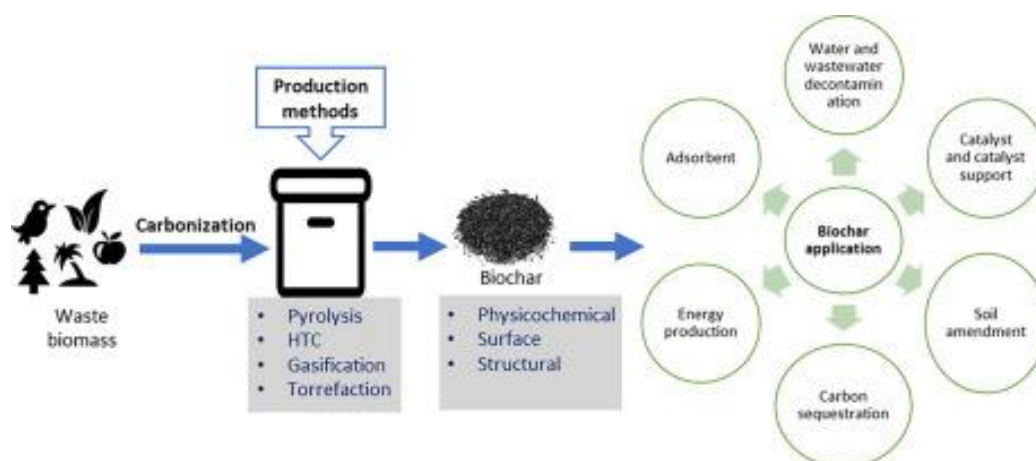 Production
methods
Carbonization
Waste
biomass
• Pyrolysis
• HTC
• Gasification
• Torrefaction
Biochar
• Physicochemical
• Surface
• Structural
Water and
wastewater
decontamin
ation
Adsorbent
Catalyst
and catalyst
support
Biochar
application
Energy
production
Soil
amendment
Carbon
sequestration